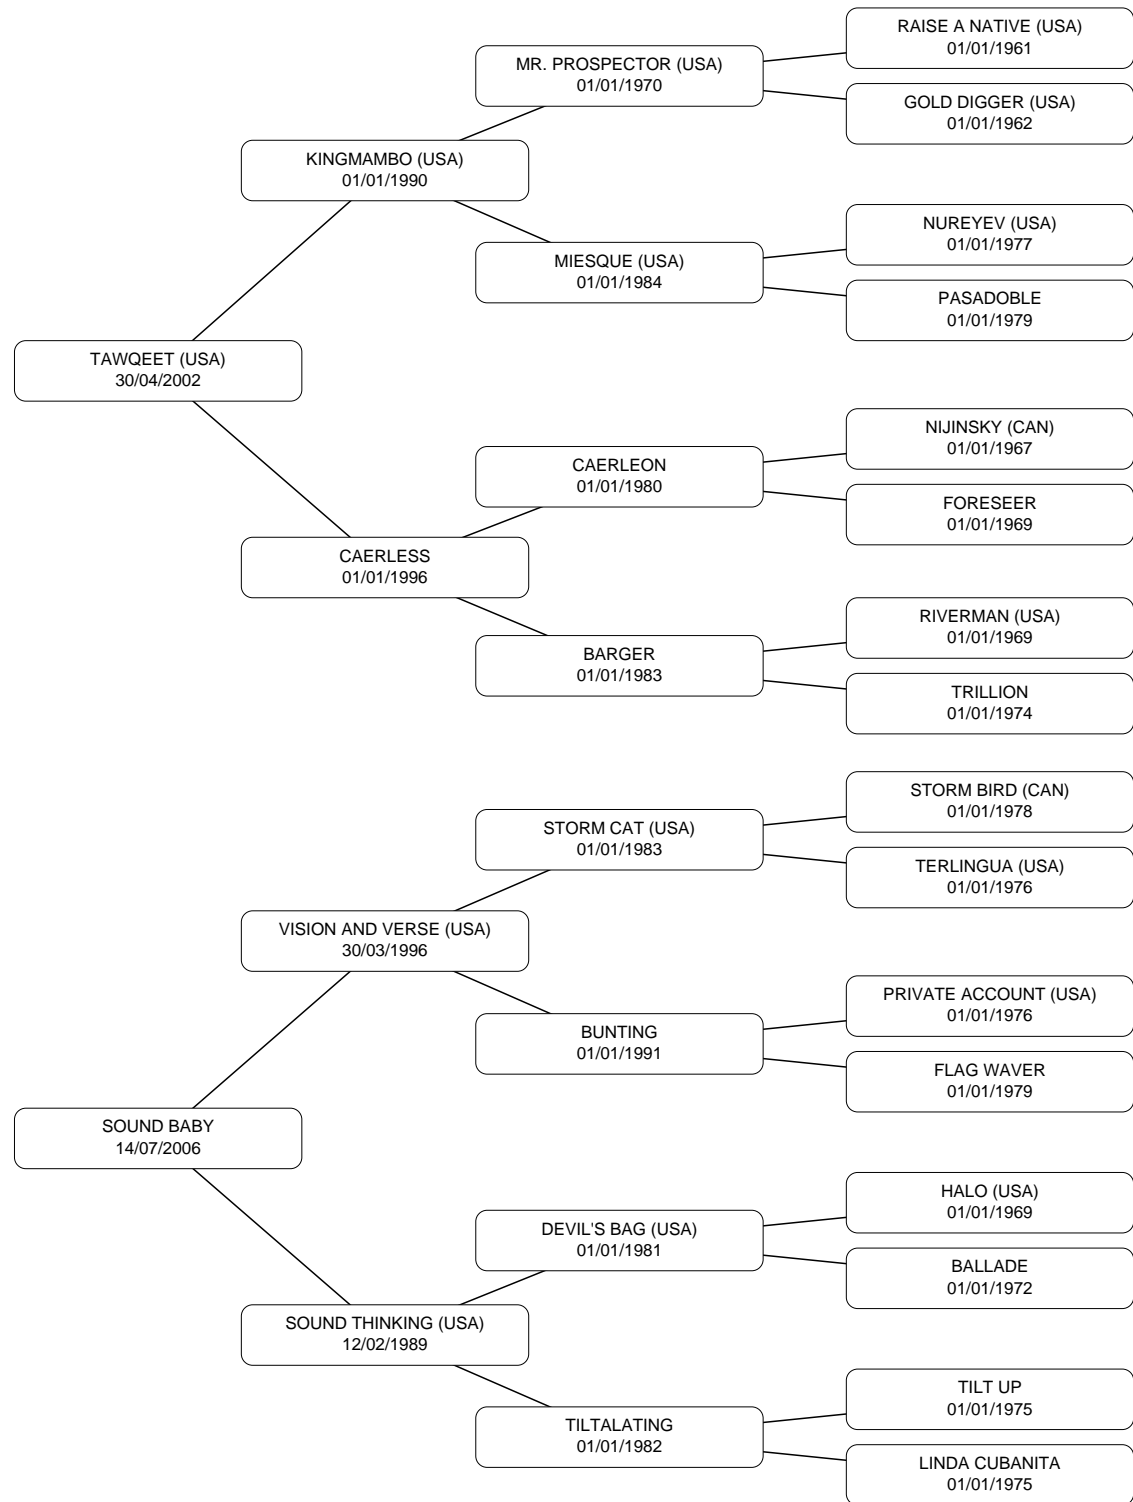 RAISE A NATIVE (USA)
01/01/1961
MR. PROSPECTOR (USA)
01/01/1970
GOLD DIGGER (USA)
01/01/1962
KINGMAMBO (USA)
01/01/1990
NUREYEV (USA)
01/01/1977
MIESQUE (USA)
01/01/1984
PASADOBLE
01/01/1979
TAWQEET (USA)
30/04/2002
NIJINSKY (CAN)
01/01/1967
CAERLEON
01/01/1980
FORESEER
01/01/1969
CAERLESS
01/01/1996
RIVERMAN (USA)
01/01/1969
BARGER
01/01/1983
TRILLION
01/01/1974
STORM BIRD (CAN)
01/01/1978
STORM CAT (USA)
01/01/1983
TERLINGUA (USA)
01/01/1976
VISION AND VERSE (USA)
30/03/1996
PRIVATE ACCOUNT (USA)
01/01/1976
BUNTING
01/01/1991
FLAG WAVER
01/01/1979
SOUND BABY
14/07/2006
HALO (USA)
01/01/1969
DEVIL'S BAG (USA)
01/01/1981
BALLADE
01/01/1972
SOUND THINKING (USA)
12/02/1989
TILT UP
01/01/1975
TILTALATING
01/01/1982
LINDA CUBANITA
01/01/1975